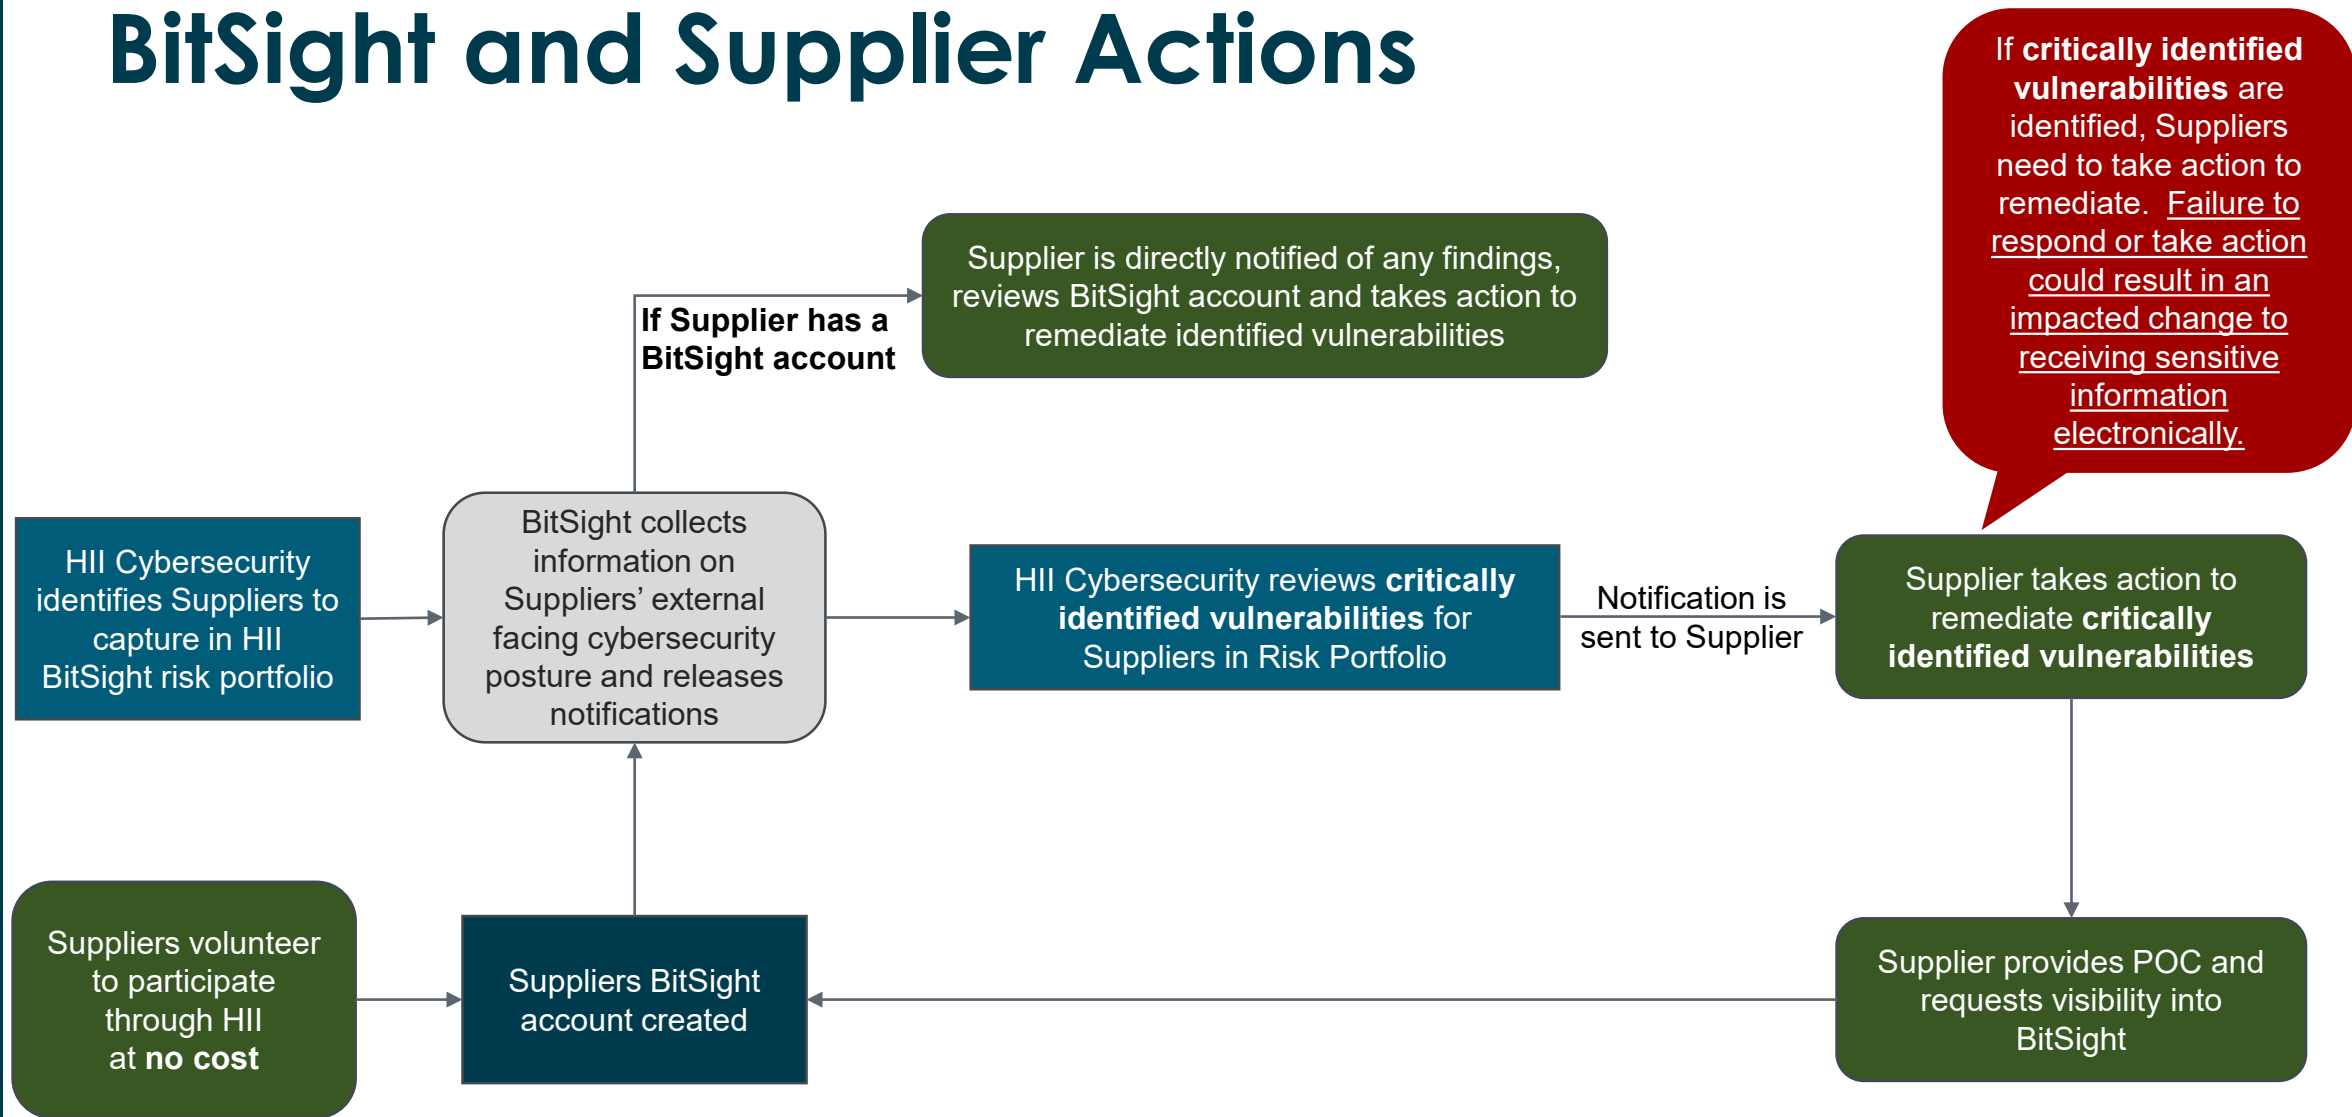 BitSight and Supplier Actions
If critically identified
vulnerabilities are
identified, Suppliers
need to take action to
remediate.  Failure to
respond or take action
could result in an
impacted change to
receiving sensitive
information
electronically.
Supplier is directly notified of any findings,
reviews BitSight account and takes action to
remediate identified vulnerabilities
If Supplier has a
BitSight account
HII Cybersecurity
identifies Suppliers to
capture in HII
BitSight risk portfolio
BitSight collects
information on
Suppliers’ external
facing cybersecurity
posture and releases
notifications
HII Cybersecurity reviews critically
identified vulnerabilities for
Suppliers in Risk Portfolio
Notification is
sent to Supplier
Supplier takes action to
remediate critically
identified vulnerabilities
Suppliers volunteer
to participate
through HII
at no cost
Suppliers BitSight
account created
Supplier provides POC and
requests visibility into
BitSight